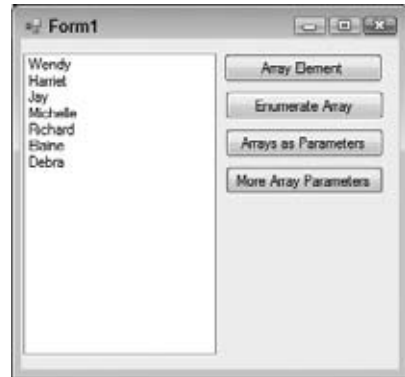 Form1
Wendy
Harriet
Jay
Michelle
Richard
Elaine
Debra
Array Element
Enumerate Array
Arrays as Parameters
More Array Parameters